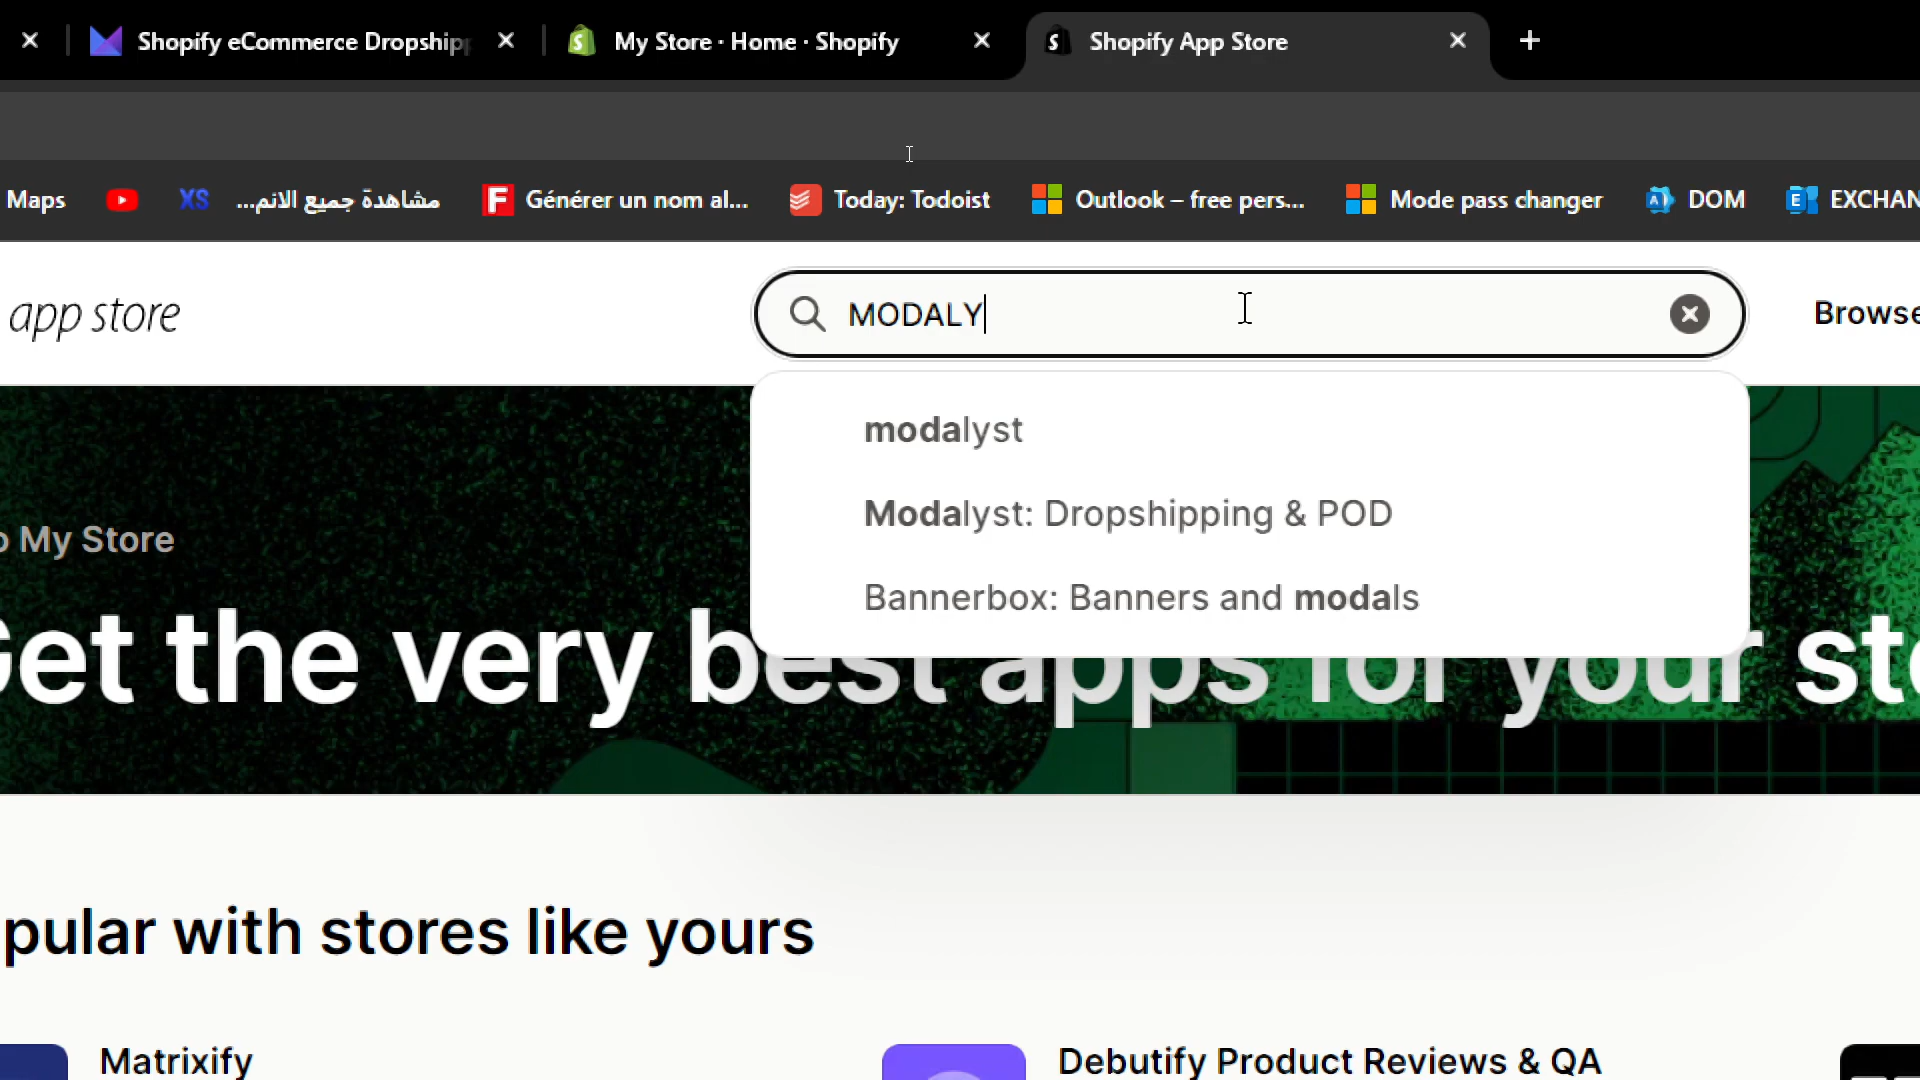 Shopify eCommerce Dropship
My Store · Home · Shopify
Shopify App Store
Maps
XS
مشاهدة جميع الانم...
Générer un nom al...
Today: Todoist
Outlook – free pers...
Mode pass changer
DOM
EXCHAN
app store
MODALY
Browse
modalyst
Modalyst: Dropshipping & POD
Bannerbox: Banners and modals
My Store
Get the very best apps for your sto
pular with stores like yours
Matrixify
Debutify Product Reviews & QA